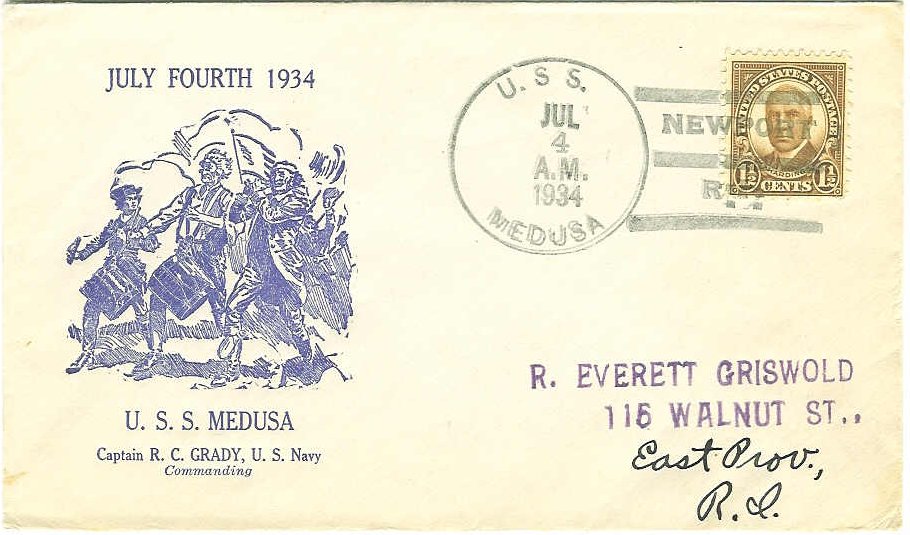 JULY FOURTH 1934
U. S. S. MEDUSA
Captain R. C. GRADY, U. S. Navy
Commanding
U. S. S.
JUL
4
A.M.
1934
MEDUSA
NEWPORT
R.I.
UNITED STATES POSTAGE
HARDING
1½ CENTS 1½
R. EVERETT GRISWOLD
115 WALNUT ST.,
East Prov.,
R. I.